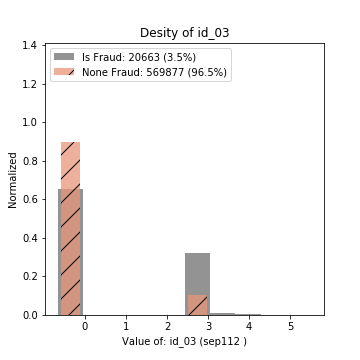 Desity of id_03
Is Fraud: 20663 (3.5%)
None Fraud: 569877 (96.5%)
1.4
1.2
1.0
0.8
0.6
0.4
0.2
0.0
Normalized
0 1 2 3 4 5
Value of: id_03 (sep112 )